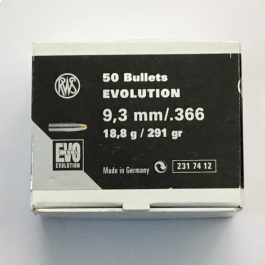 RWS
50 Bullets
EVOLUTION
9,3 mm/.366
18,8 g / 291 gr
EVO
EVOLUTION
Made in Germany
231 74 12